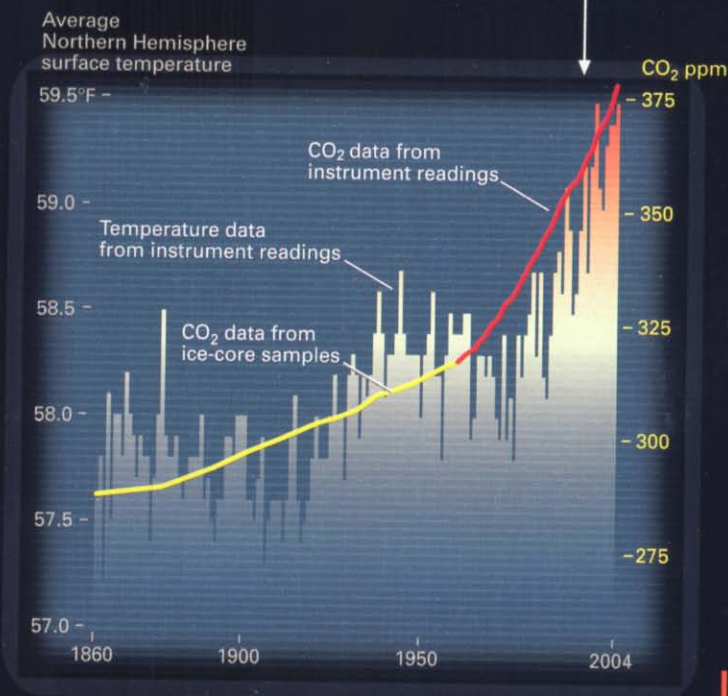 Average
Northern Hemisphere
surface temperature
CO₂ ppm
59.5°F
375
CO₂ data from
instrument readings
59.0
350
Temperature data
from instrument readings
58.5
325
CO₂ data from
ice-core samples
58.0
300
57.5
275
57.0
1860
1900
1950
2004